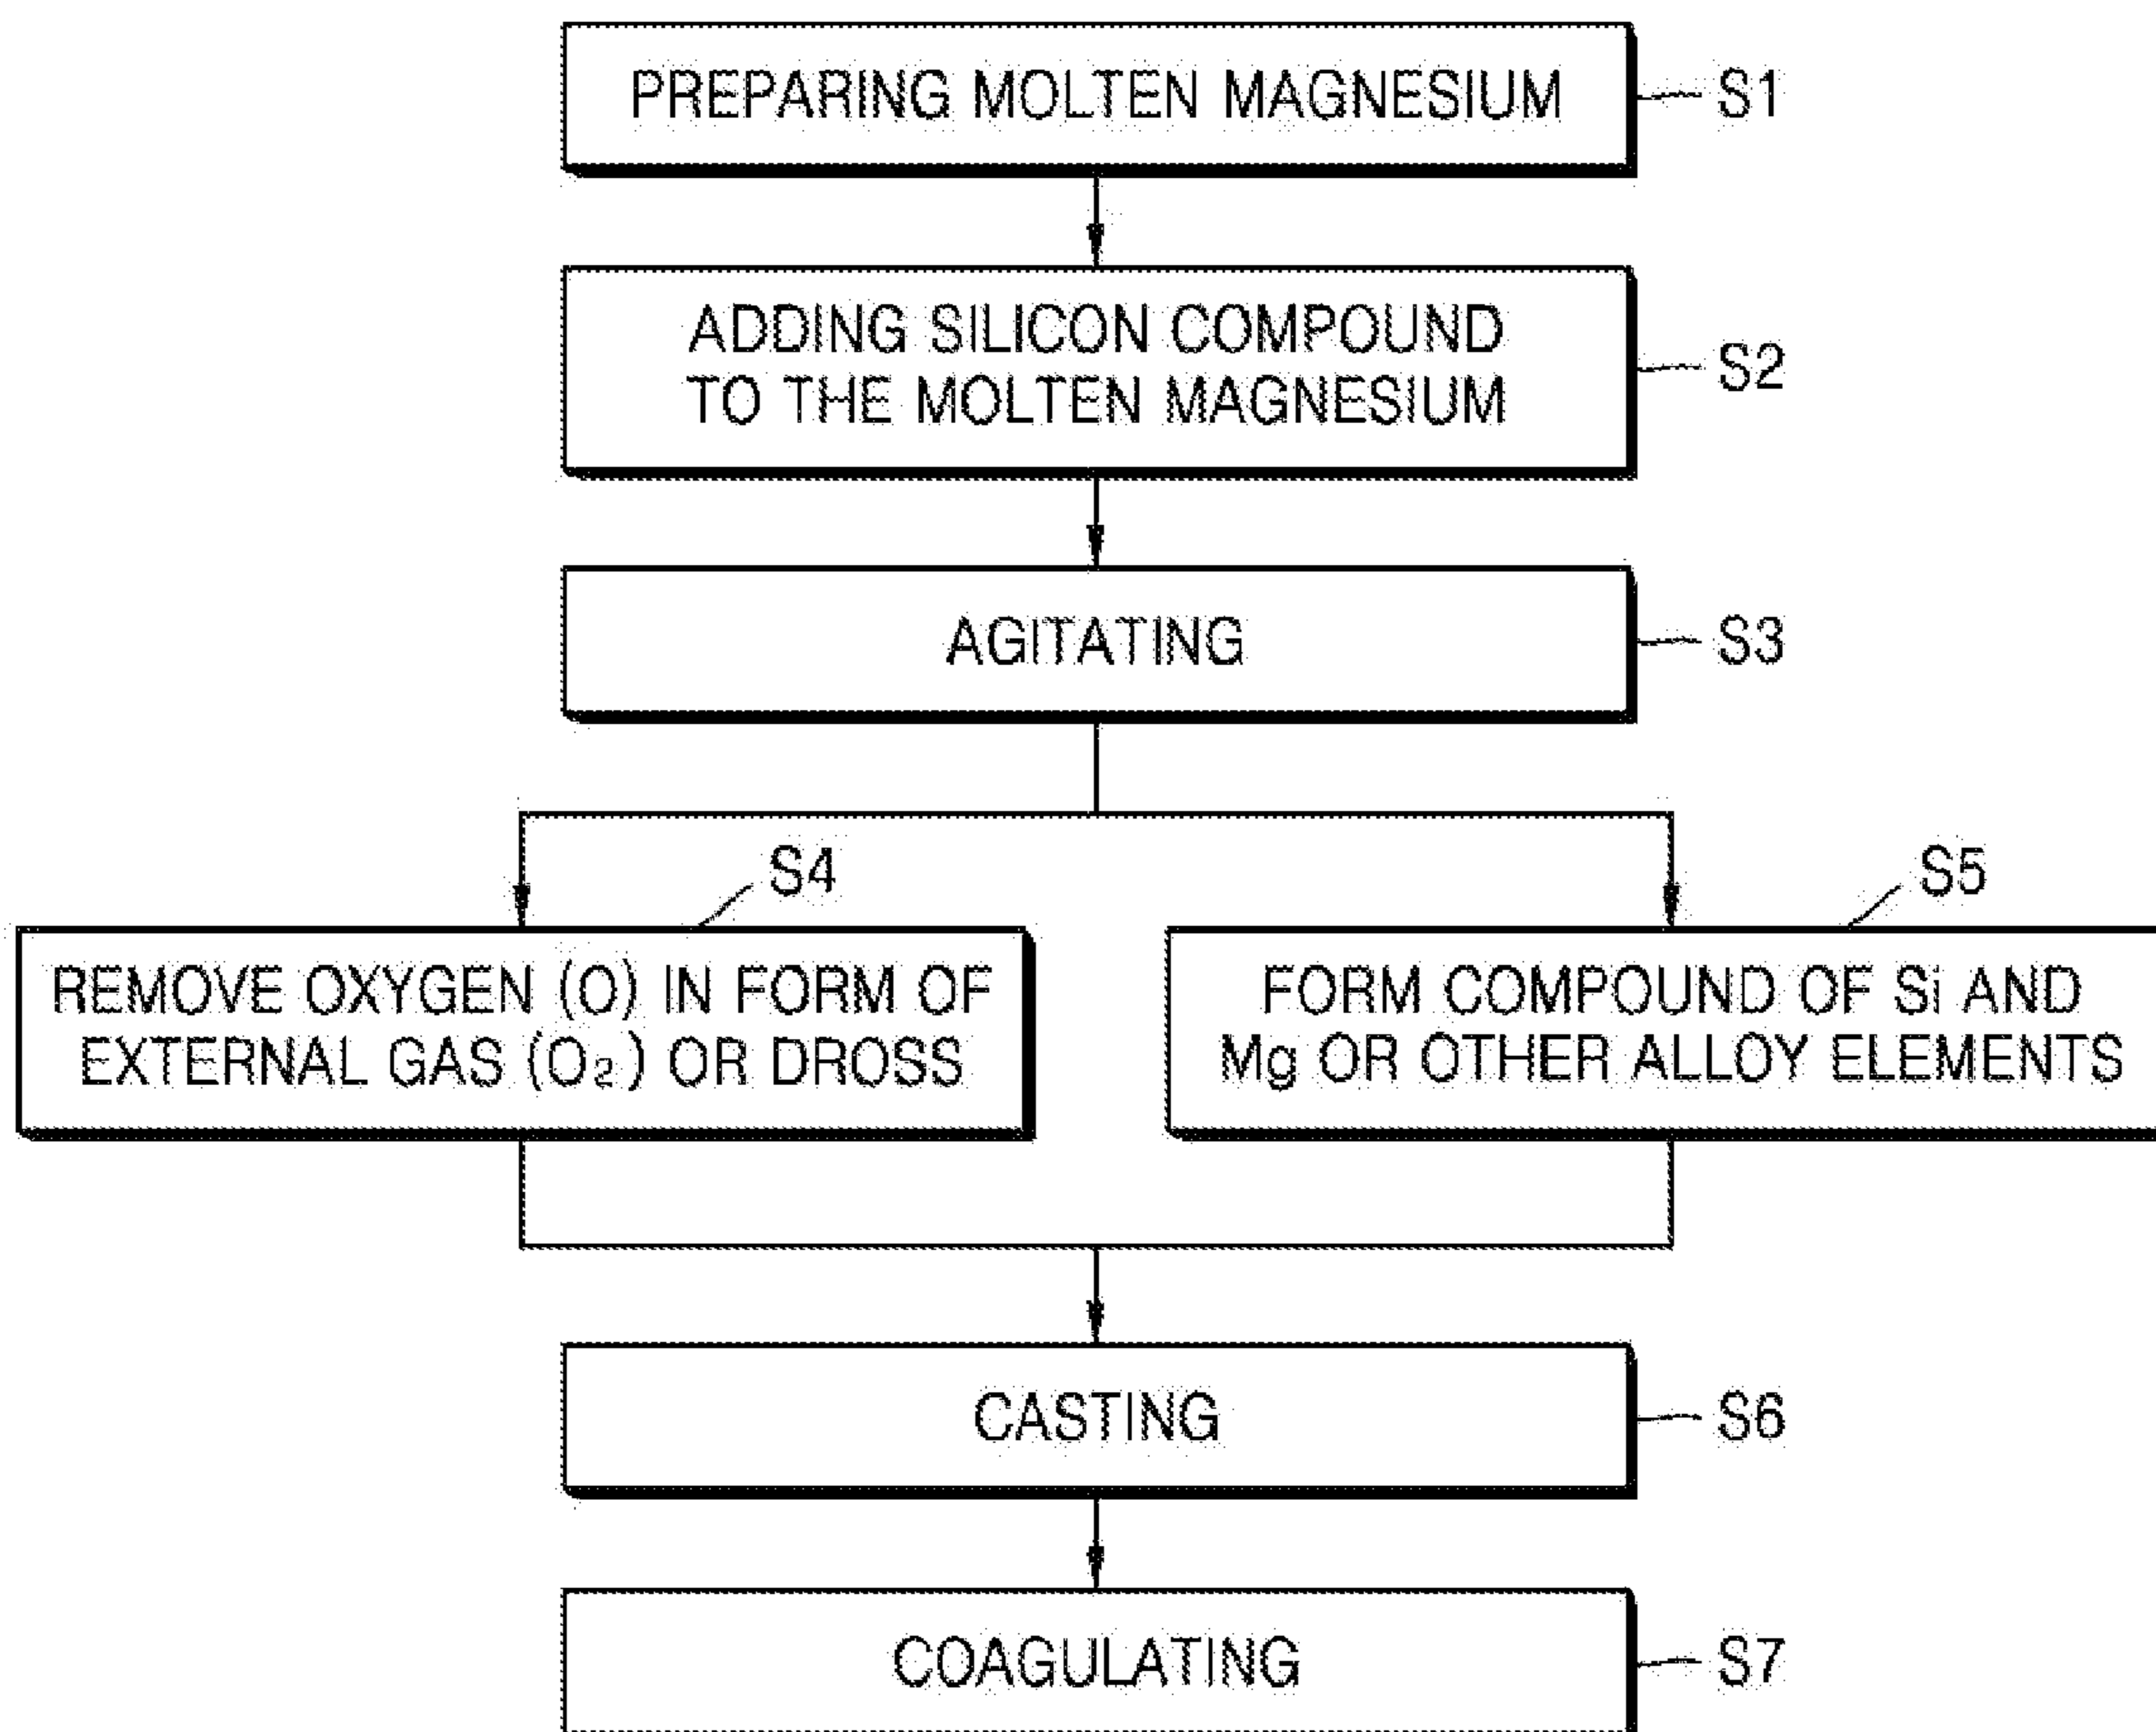 PREPARING MOLTEN MAGNESIUM
S1
ADDING SILICON COMPOUND
TO THE MOLTEN MAGNESIUM
S2
AGITATING
S3
S4
REMOVE OXYGEN (O) IN FORM OF
EXTERNAL GAS (O₂) OR DROSS
S5
FORM COMPOUND OF Si AND
Mg OR OTHER ALLOY ELEMENTS
CASTING
S6
COAGULATING
S7